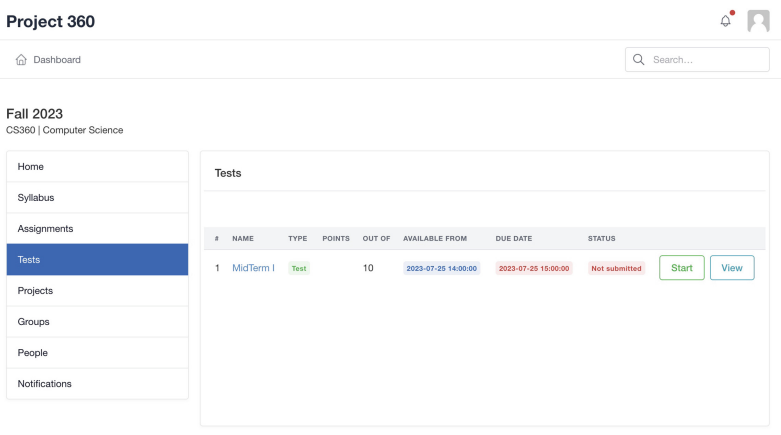 Project 360
Dashboard
Search...
Fall 2023
CS360 | Computer Science
Home
Syllabus
Assignments
Tests
Projects
Groups
People
Notifications
Tests
# NAME TYPE POINTS OUT OF AVAILABLE FROM DUE DATE STATUS
1 MidTerm I Test 10 2023-07-25 14:00:00 2023-07-25 15:00:00 Not submitted Start View